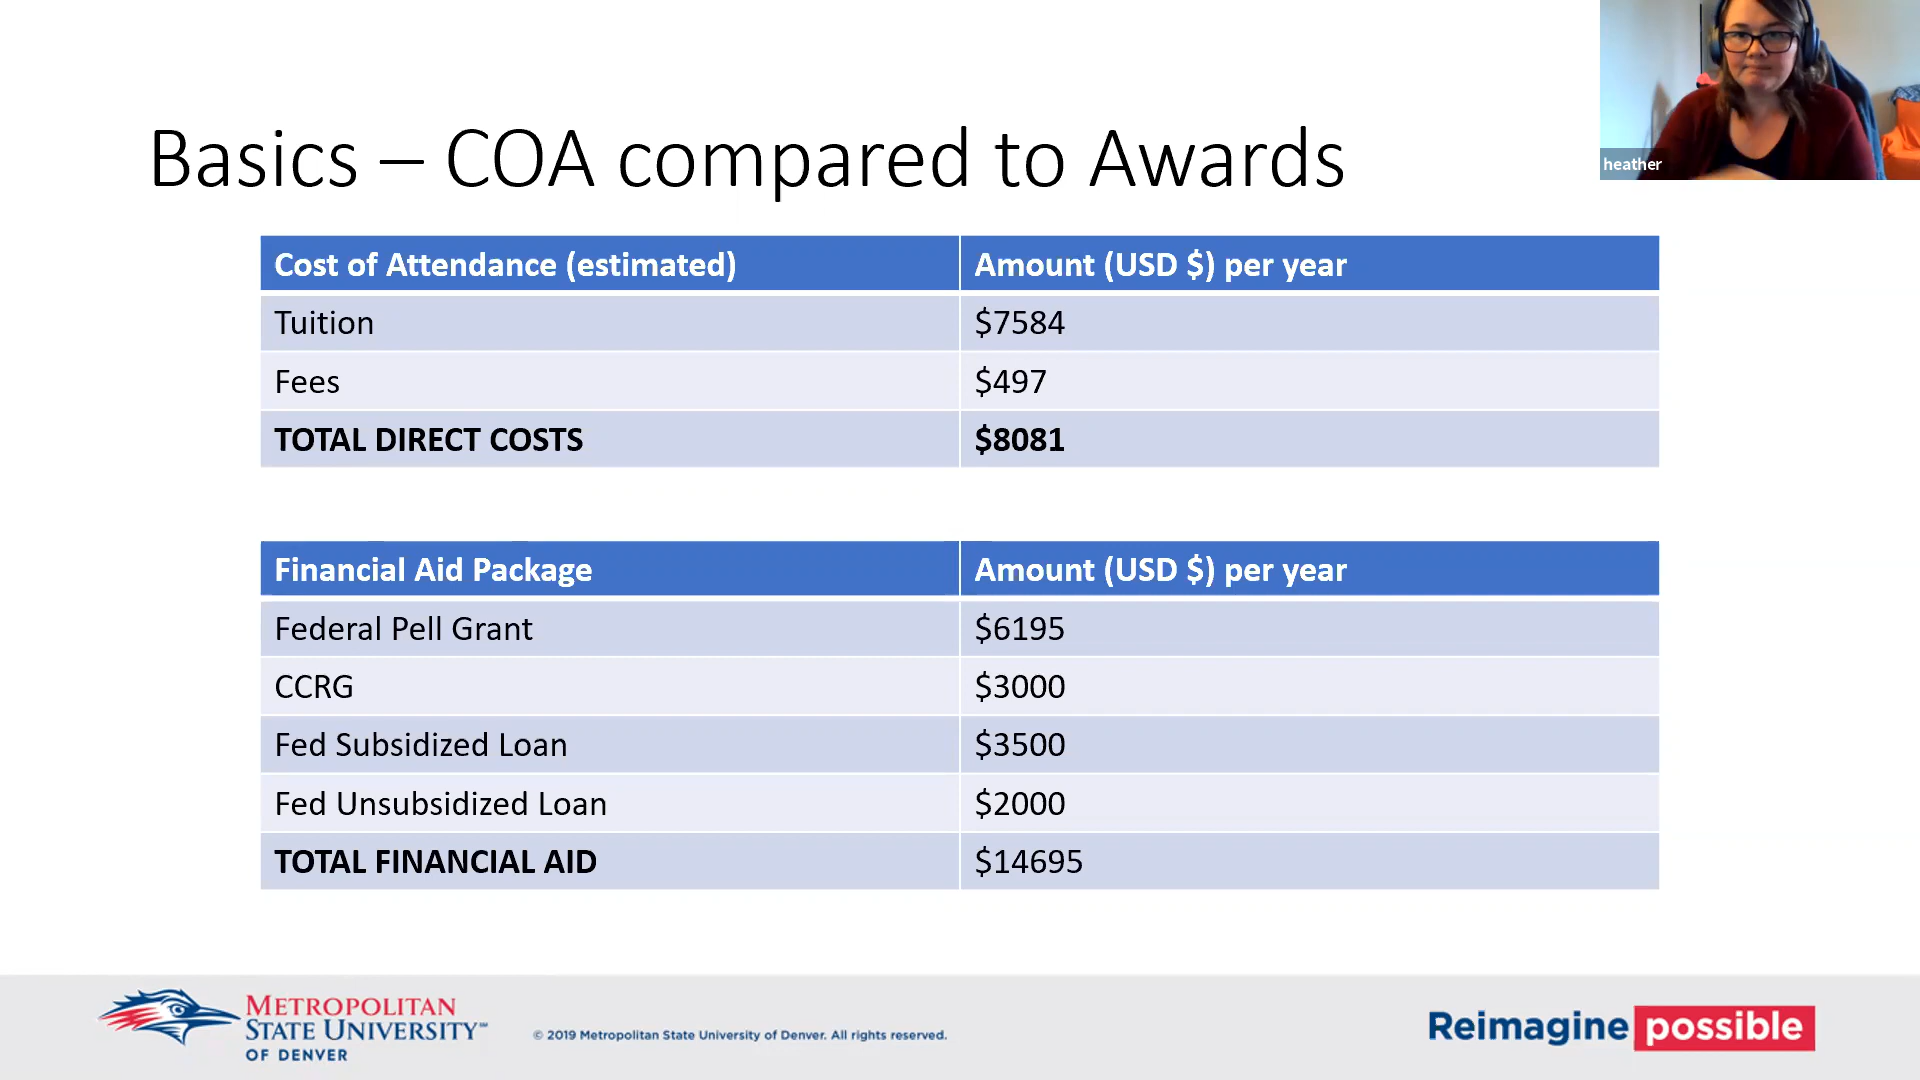 heather
Basics – COA compared to Awards
Cost of Attendance (estimated) Amount (USD $) per year
Tuition $7584
Fees $497
TOTAL DIRECT COSTS $8081
Financial Aid Package Amount (USD $) per year
Federal Pell Grant $6195
CCRG $3000
Fed Subsidized Loan $3500
Fed Unsubsidized Loan $2000
TOTAL FINANCIAL AID $14695
METROPOLITAN
STATE UNIVERSITY℠
OF DENVER
© 2019 Metropolitan State University of Denver. All rights reserved.
Reimagine possible